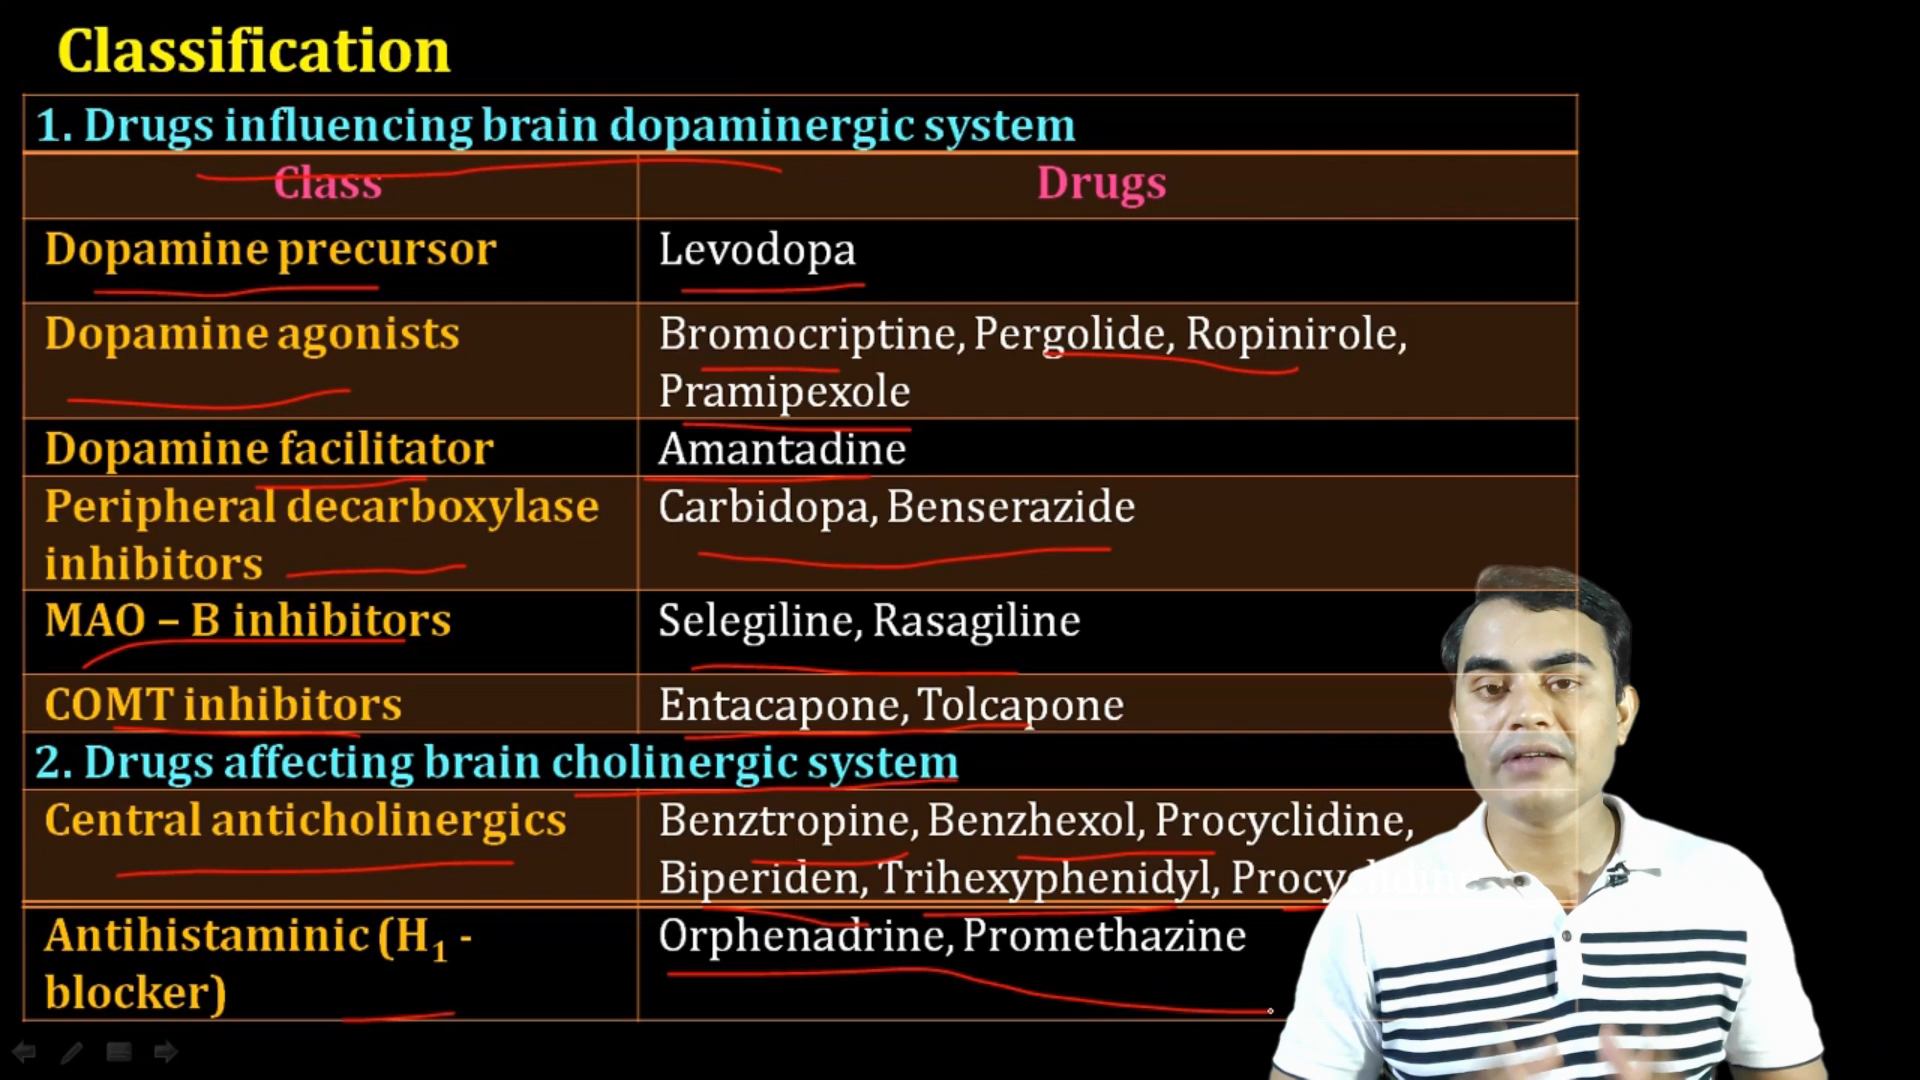 Classification
1. Drugs influencing brain dopaminergic system
Class Drugs
Dopamine precursor Levodopa
Dopamine agonists Bromocriptine, Pergolide, Ropinirole,
Pramipexole
Dopamine facilitator Amantadine
Peripheral decarboxylase Carbidopa, Benserazide
inhibitors
MAO – B inhibitors Selegiline, Rasagiline
COMT inhibitors Entacapone, Tolcapone
2. Drugs affecting brain cholinergic system
Central anticholinergics Benztropine, Benzhexol, Procyclidine,
Biperiden, Trihexyphenidyl, Procyclidine
Antihistaminic (H1 - Orphenadrine, Promethazine
blocker)